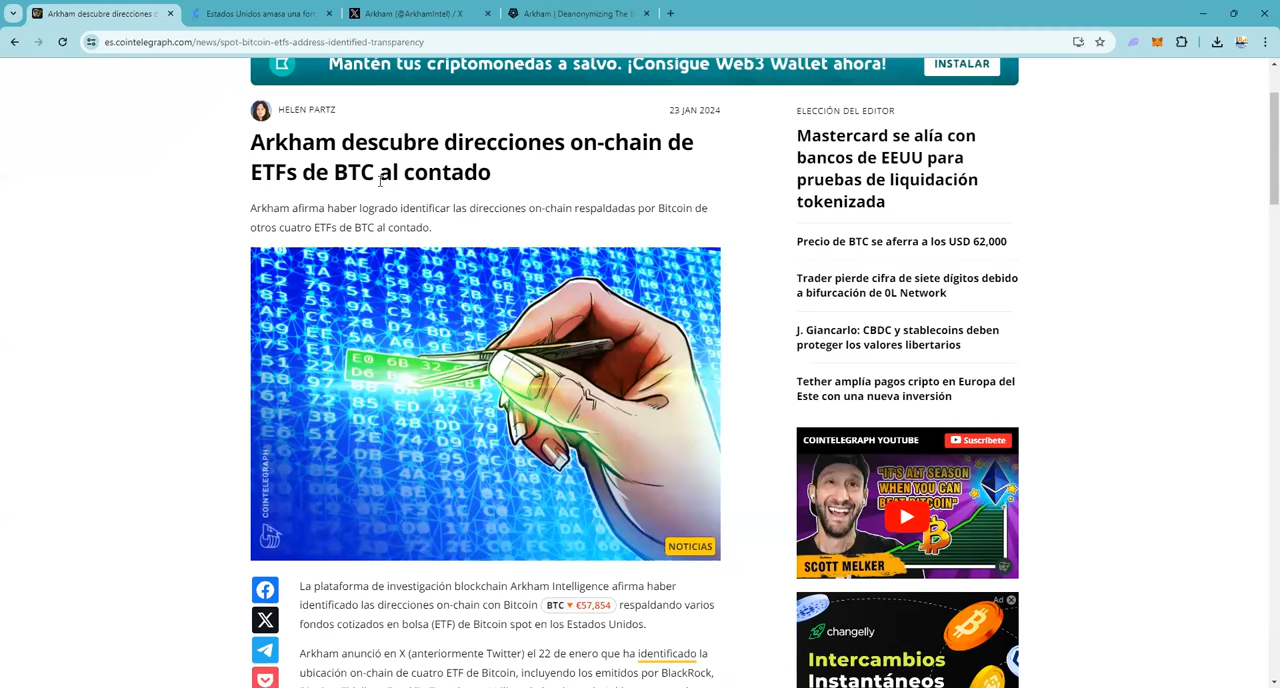 Arkham descubre direcciones o
Estados Unidos amasa una for
Arkham (@ArkhamIntel) / X
Arkham | Deanonymizing The B
es.cointelegraph.com/news/spot-bitcoin-etfs-address-identified-transparency
Mantén tus criptomonedas a salvo. ¡Consigue Web3 Wallet ahora!
INSTALAR
HELEN PARTZ
23 JAN 2024
Arkham descubre direcciones on-chain de
ETFs de BTC al contado
Arkham afirma haber logrado identificar las direcciones on-chain respaldadas por Bitcoin de
otros cuatro ETFs de BTC al contado.
COINTELEGRAPH
NOTICIAS
La plataforma de investigación blockchain Arkham Intelligence afirma haber
identificado las direcciones on-chain con Bitcoin BTC ▼ €57,854 respaldando varios
fondos cotizados en bolsa (ETF) de Bitcoin spot en los Estados Unidos.
Arkham anunció en X (anteriormente Twitter) el 22 de enero que ha identificado la
ubicación on-chain de cuatro ETF de Bitcoin, incluyendo los emitidos por BlackRock,
ELECCIÓN DEL EDITOR
Mastercard se alía con
bancos de EEUU para
pruebas de liquidación
tokenizada
Precio de BTC se aferra a los USD 62,000
Trader pierde cifra de siete dígitos debido
a bifurcación de 0L Network
J. Giancarlo: CBDC y stablecoins deben
proteger los valores libertarios
Tether amplía pagos cripto en Europa del
Este con una nueva inversión
COINTELEGRAPH YOUTUBE
Suscríbete
"IT'S ALT SEASON
WHEN YOU CAN
BEAT BITCOIN"
SCOTT MELKER
Ad
changelly
Intercambios
Instantáneos